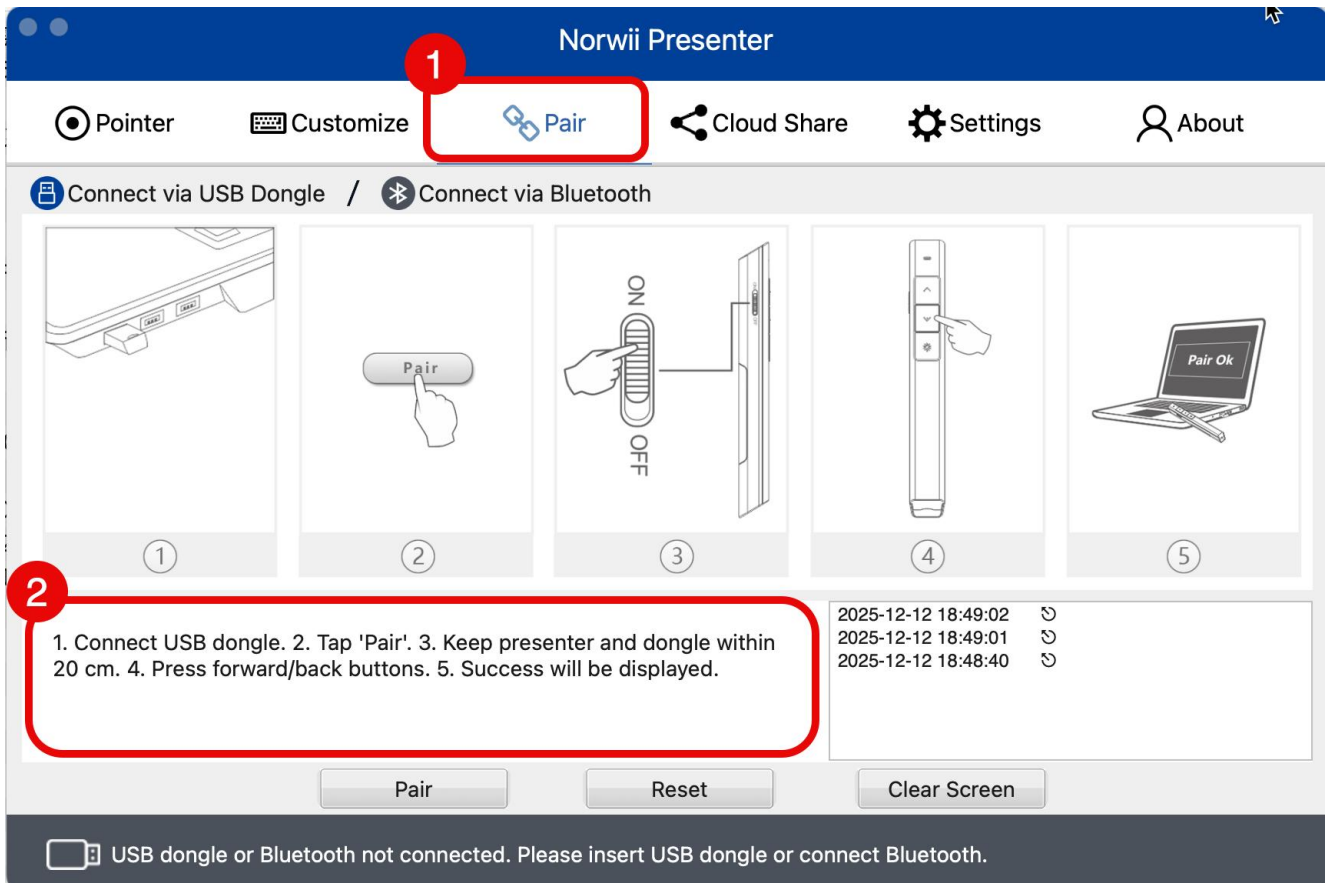 Norwii Presenter
1
Pointer
Customize
Pair
Cloud Share
Settings
About
Connect via USB Dongle / Connect via Bluetooth
Pair
ON
OFF
Pair Ok
1
2
3
4
5
2
1. Connect USB dongle. 2. Tap 'Pair'. 3. Keep presenter and dongle within
20 cm. 4. Press forward/back buttons. 5. Success will be displayed.
2025-12-12 18:49:02
2025-12-12 18:49:01
2025-12-12 18:48:40
Pair
Reset
Clear Screen
USB dongle or Bluetooth not connected. Please insert USB dongle or connect Bluetooth.